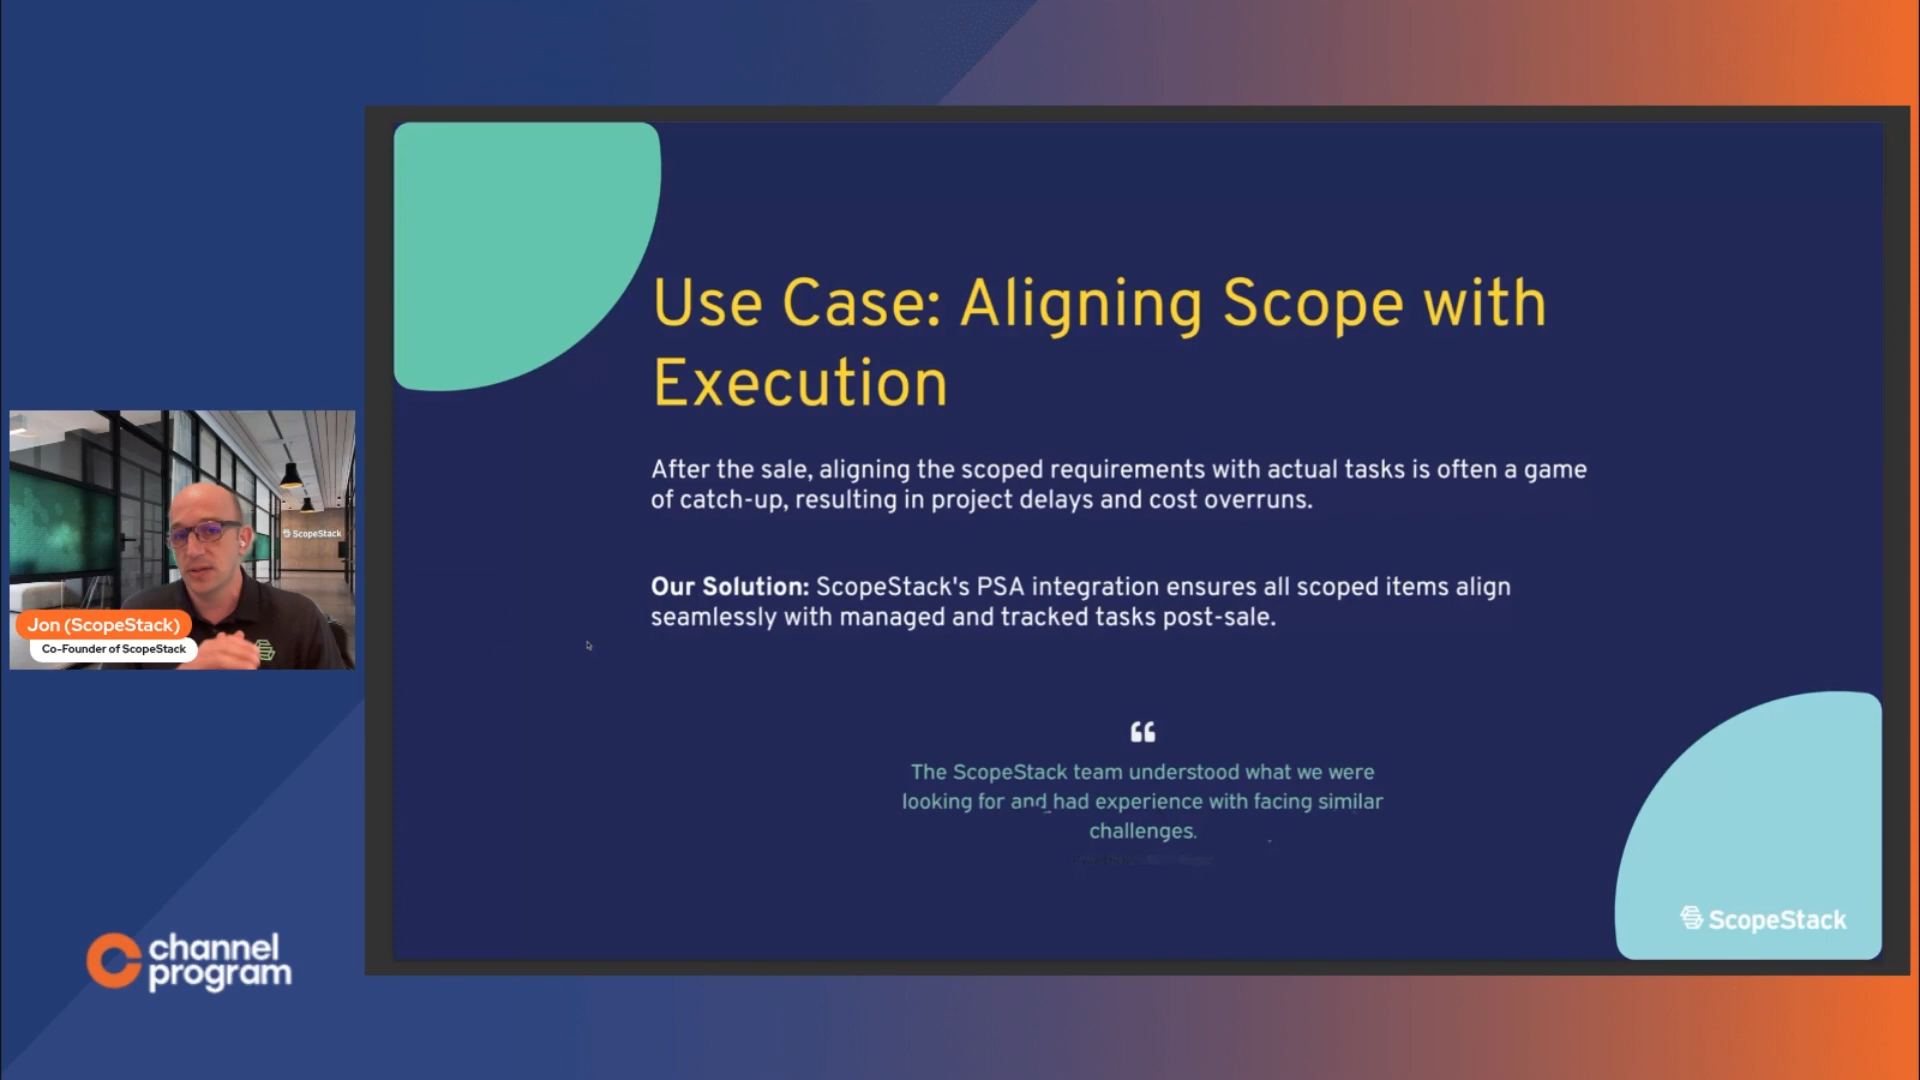 Use Case: Aligning Scope with
Execution
After the sale, aligning the scoped requirements with actual tasks is often a game
of catch-up, resulting in project delays and cost overruns.
Our Solution: ScopeStack's PSA integration ensures all scoped items align
seamlessly with managed and tracked tasks post-sale.
“
The ScopeStack team understood what we were
looking for and had experience with facing similar
challenges.
ScopeStack
ScopeStack
Jon (ScopeStack)
Co-Founder of ScopeStack
channel
program